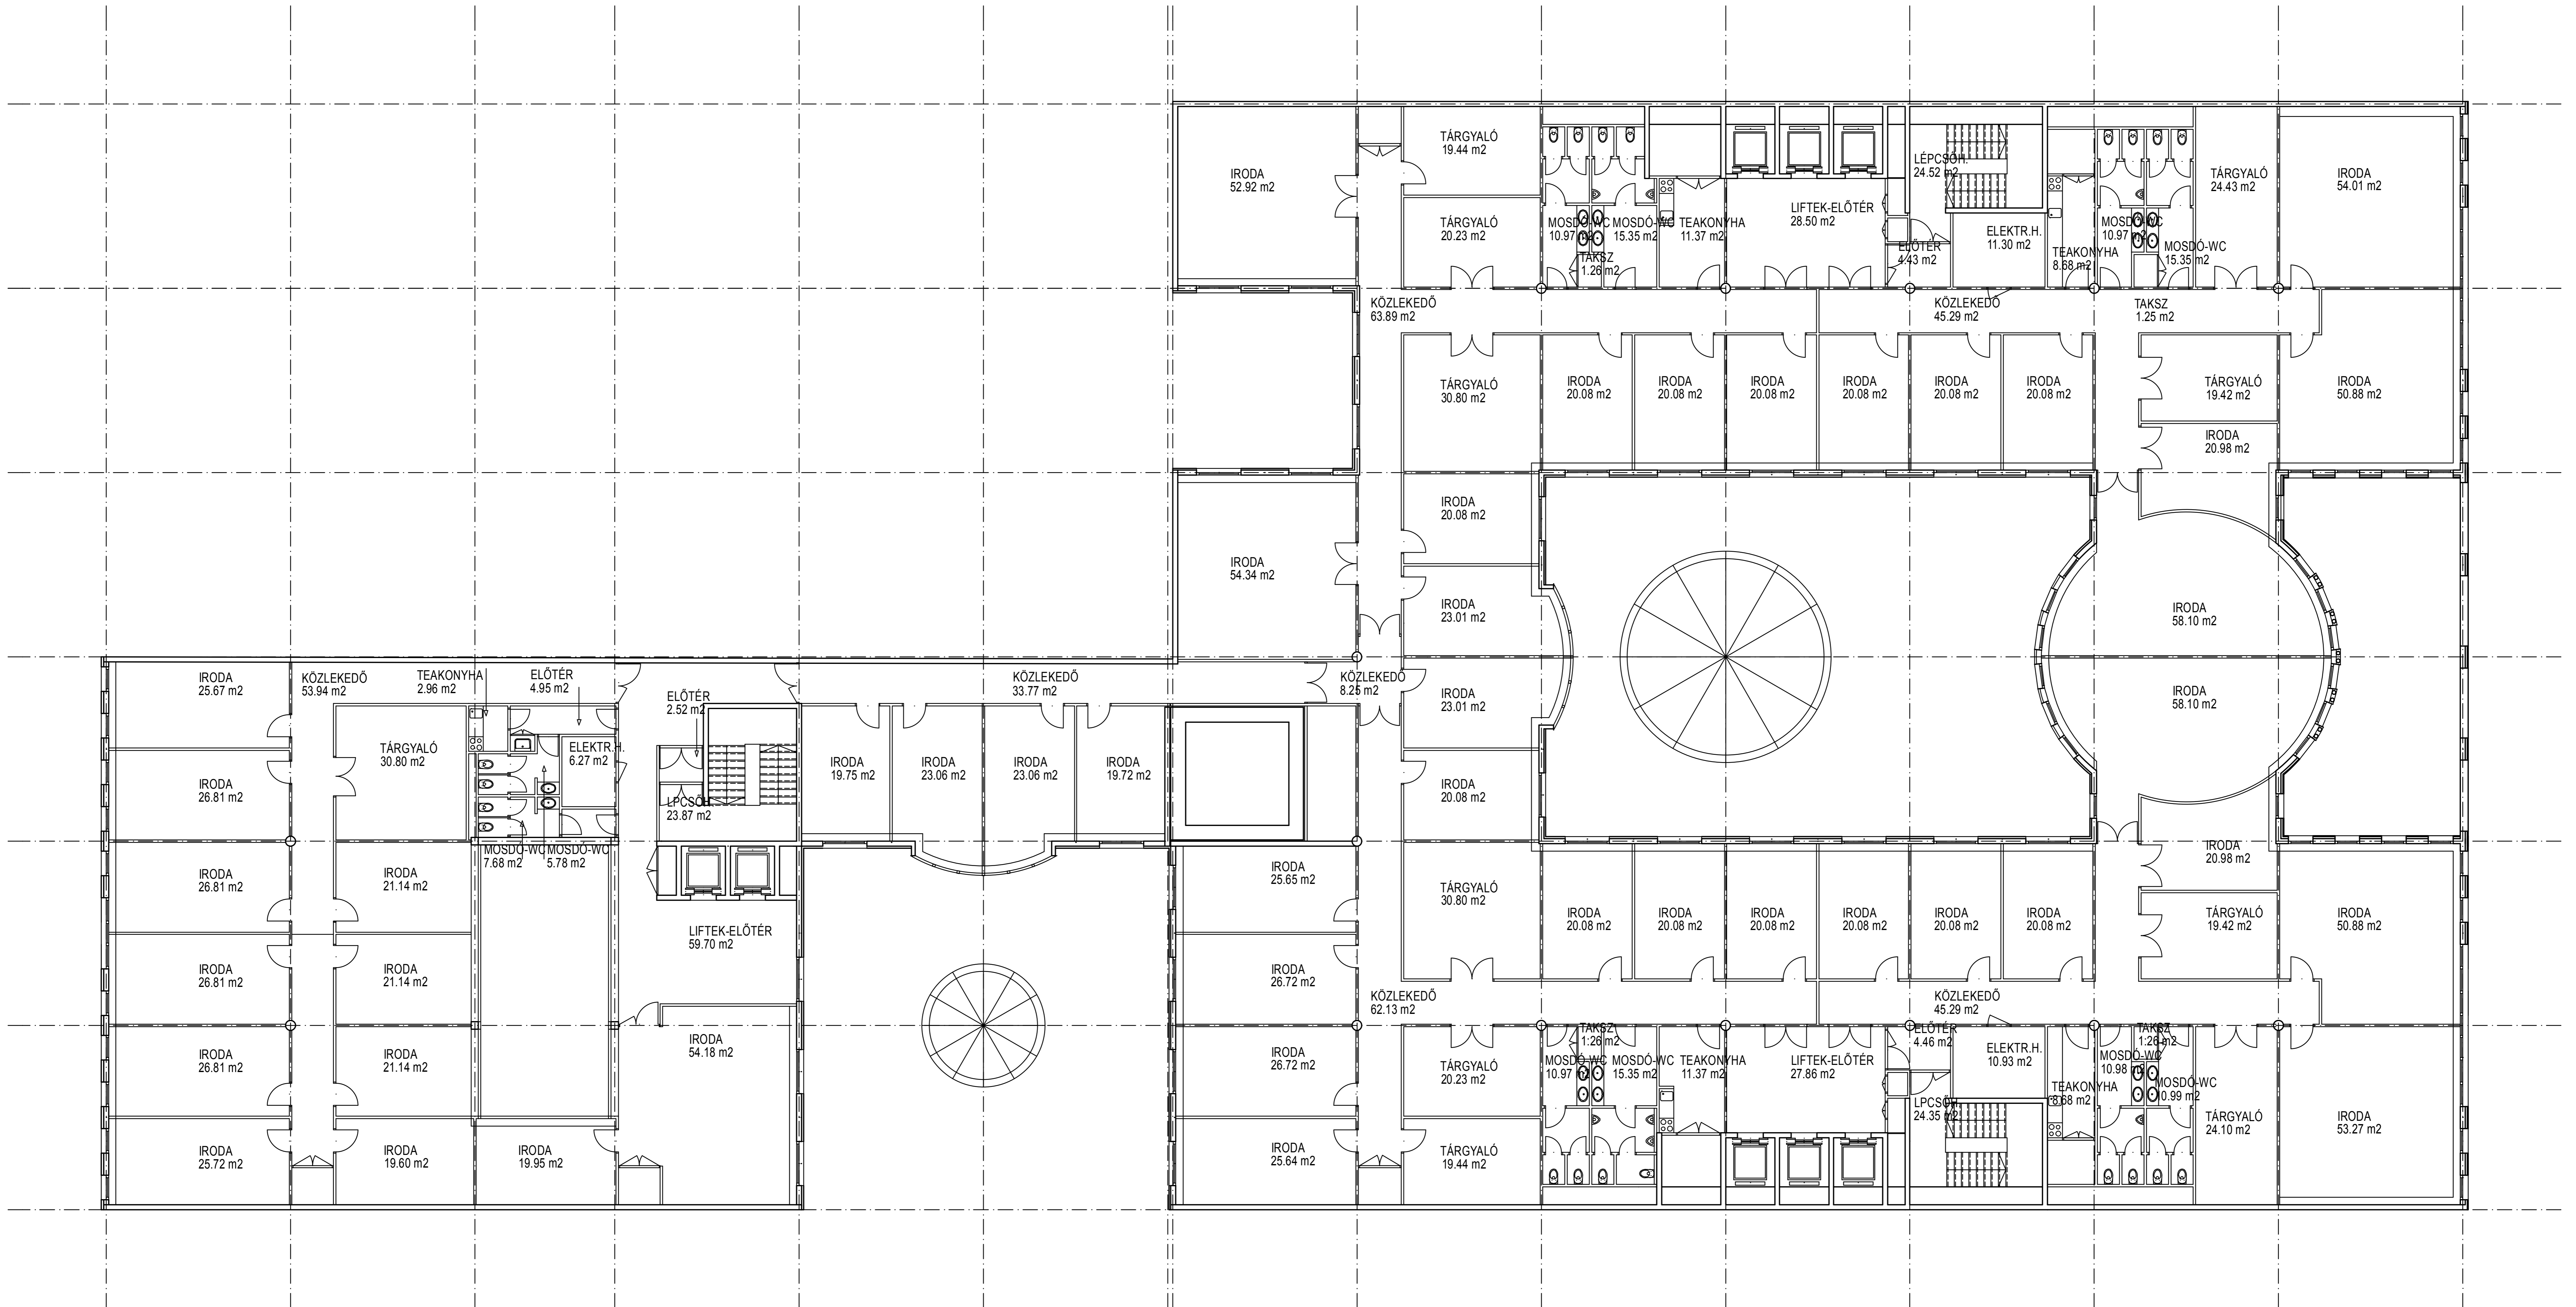 TÁRGYALÓ
19.44 m2
IRODA
52.92 m2
TÁRGYALÓ
20.23 m2
MOSDÓ-WC
10.97 m2
MOSDÓ-WC
15.35 m2
TEAKONYHA
11.37 m2
TAKSZ
1.26 m2
LIFTEK-ELŐTÉR
28.50 m2
LÉPCSŐH.
24.52 m2
ELŐTÉR
4.43 m2
ELEKTR.H.
11.30 m2
TEAKONYHA
8.68 m2
MOSDÓ-WC
10.97 m2
MOSDÓ-WC
15.35 m2
TÁRGYALÓ
24.43 m2
IRODA
54.01 m2
KÖZLEKEDŐ
63.89 m2
KÖZLEKEDŐ
45.29 m2
TAKSZ
1.25 m2
TÁRGYALÓ
30.80 m2
IRODA
20.08 m2
IRODA
20.08 m2
IRODA
20.08 m2
IRODA
20.08 m2
IRODA
20.08 m2
IRODA
20.08 m2
TÁRGYALÓ
19.42 m2
IRODA
50.88 m2
IRODA
20.98 m2
IRODA
20.08 m2
IRODA
54.34 m2
IRODA
23.01 m2
IRODA
58.10 m2
IRODA
25.67 m2
KÖZLEKEDŐ
53.94 m2
TEAKONYHA
2.96 m2
ELŐTÉR
4.95 m2
ELŐTÉR
2.52 m2
KÖZLEKEDŐ
33.77 m2
KÖZLEKEDŐ
8.25 m2
IRODA
23.01 m2
IRODA
58.10 m2
IRODA
26.81 m2
TÁRGYALÓ
30.80 m2
ELEKTR.H.
6.27 m2
LPCSŐH.
23.87 m2
IRODA
19.75 m2
IRODA
23.06 m2
IRODA
23.06 m2
IRODA
19.72 m2
IRODA
20.08 m2
MOSDÓ-WC
7.68 m2
MOSDÓ-WC
5.78 m2
IRODA
20.98 m2
IRODA
26.81 m2
IRODA
21.14 m2
IRODA
25.65 m2
TÁRGYALÓ
30.80 m2
IRODA
20.08 m2
IRODA
20.08 m2
IRODA
20.08 m2
IRODA
20.08 m2
IRODA
20.08 m2
IRODA
20.08 m2
TÁRGYALÓ
19.42 m2
IRODA
50.88 m2
LIFTEK-ELŐTÉR
59.70 m2
IRODA
26.81 m2
IRODA
21.14 m2
IRODA
26.72 m2
KÖZLEKEDŐ
62.13 m2
KÖZLEKEDŐ
45.29 m2
IRODA
54.18 m2
IRODA
26.81 m2
IRODA
21.14 m2
IRODA
26.72 m2
TÁRGYALÓ
20.23 m2
TAKSZ
1.26 m2
MOSDÓ-WC
10.97 m2
MOSDÓ-WC
15.35 m2
TEAKONYHA
11.37 m2
LIFTEK-ELŐTÉR
27.86 m2
ELŐTÉR
4.46 m2
ELEKTR.H.
10.93 m2
LPCSŐH.
24.35 m2
TEAKONYHA
8.68 m2
TAKSZ
1.26 m2
MOSDÓ-WC
10.98 m2
MOSDÓ-WC
10.99 m2
TÁRGYALÓ
24.10 m2
IRODA
53.27 m2
IRODA
25.72 m2
IRODA
19.60 m2
IRODA
19.95 m2
IRODA
25.64 m2
TÁRGYALÓ
19.44 m2